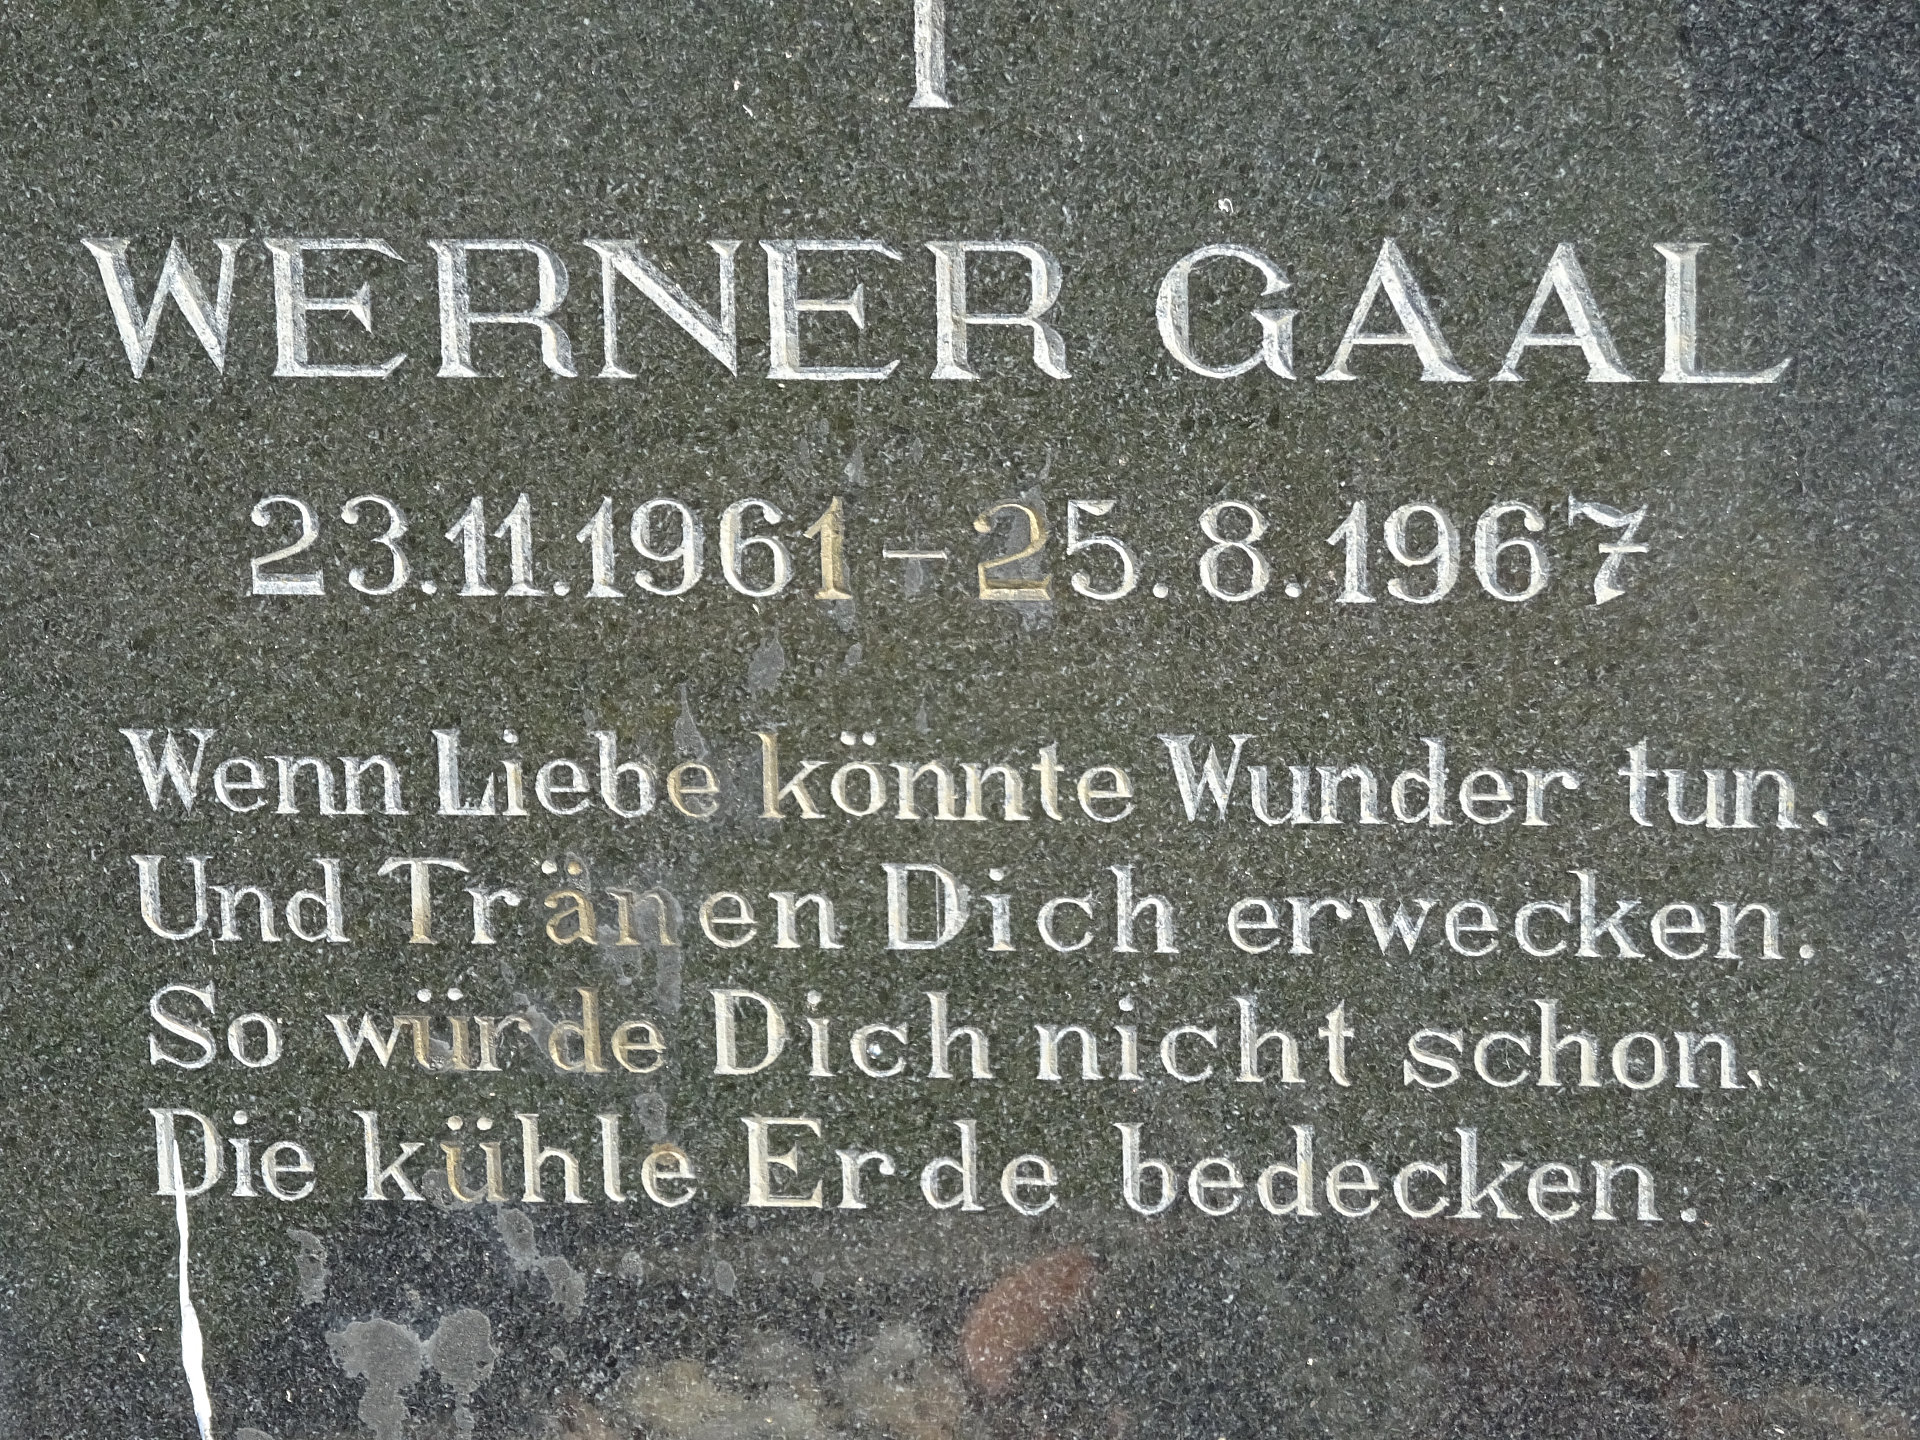 WERNER GAAL
23.11.1961 – 25.8.1967
Wenn Liebe könnte Wunder tun.
Und Tränen Dich erwecken.
So würde Dich nicht schon.
Die kühle Erde bedecken.